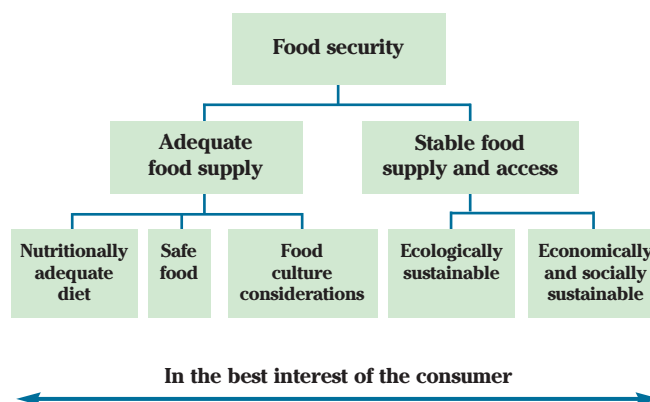 Food security
Adequate
food supply
Stable food
supply and access
Nutritionally
adequate
diet
Safe
food
Food
culture
considerations
Ecologically
sustainable
Economically
and socially
sustainable
In the best interest of the consumer